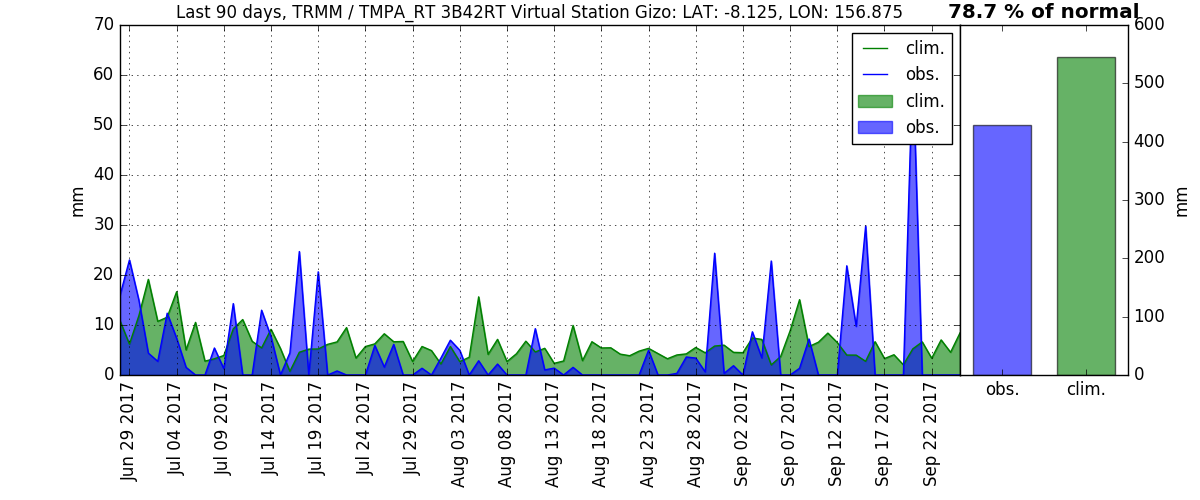 Last 90 days, TRMM / TMPA_RT 3B42RT Virtual Station Gizo: LAT: -8.125, LON: 156.875
78.7 % of normal
70
60
50
40
30
20
10
0
mm
clim.
obs.
clim.
obs.
600
500
400
300
200
100
0
mm
Jun 29 2017
Jul 04 2017
Jul 09 2017
Jul 14 2017
Jul 19 2017
Jul 24 2017
Jul 29 2017
Aug 03 2017
Aug 08 2017
Aug 13 2017
Aug 18 2017
Aug 23 2017
Aug 28 2017
Sep 02 2017
Sep 07 2017
Sep 12 2017
Sep 17 2017
Sep 22 2017
obs.
clim.